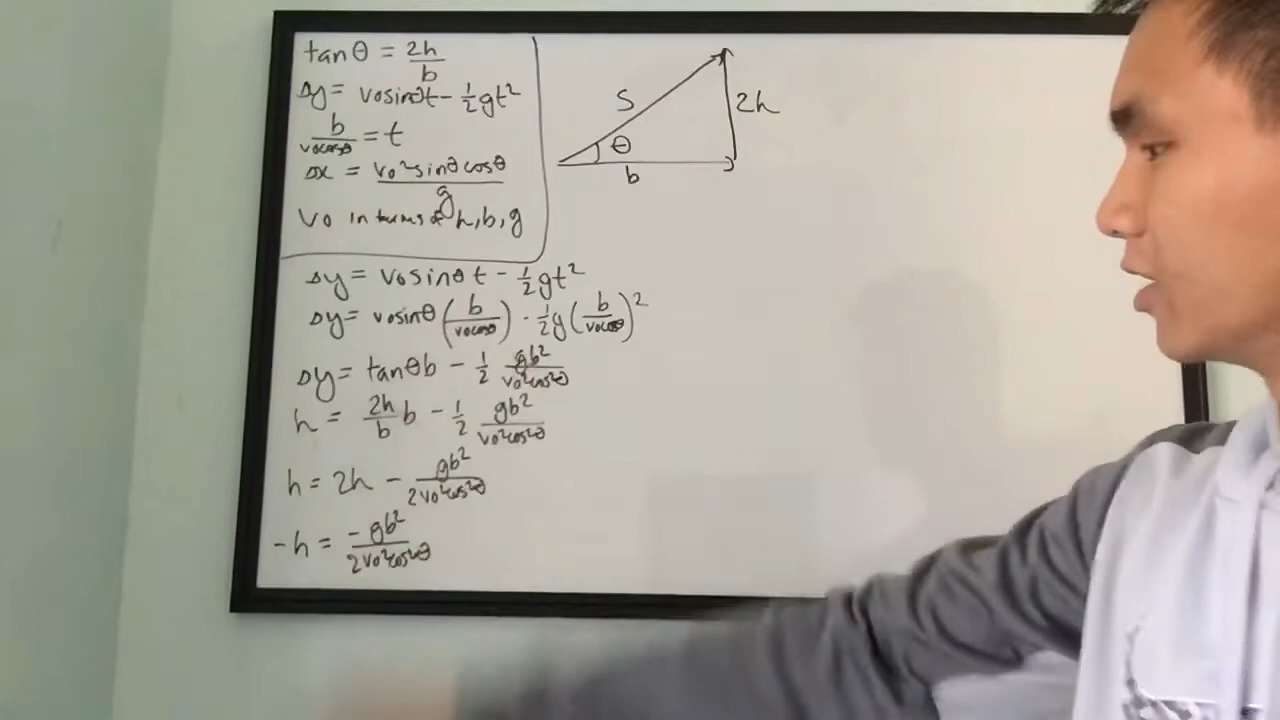 tanθ = 2h/b
Δy = v0sinθt - 1/2gt²
b/v0cosθ = t
Δx = v0²sinθcosθ/g
v0 in terms of h, b, g
S
2h
θ
b
Δy = v0sinθt - 1/2gt²
Δy = v0sinθ(b/v0cosθ) - 1/2g(b/v0cosθ)²
Δy = tanθb - 1/2 gb²/v0²cos²θ
h = 2h/b b - 1/2 gb²/v0²cos²θ
h = 2h - gb²/2v0²cos²θ
-h = -gb²/2v0²cos²θ